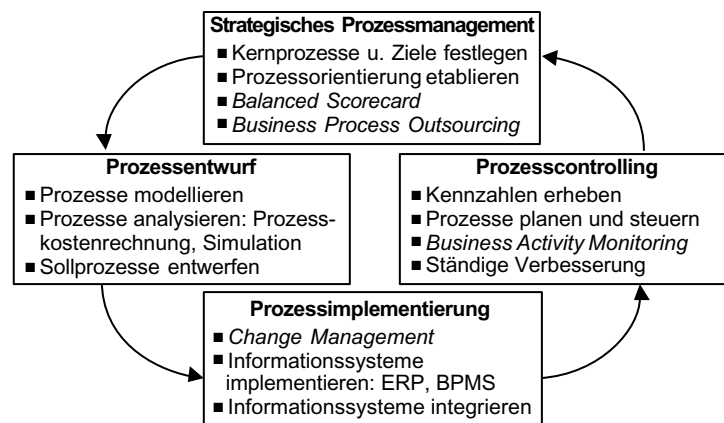 Strategisches Prozessmanagement
■ Kernprozesse u. Ziele festlegen
■ Prozessorientierung etablieren
■ Balanced Scorecard
■ Business Process Outsourcing
Prozessentwurf
■ Prozesse modellieren
■ Prozesse analysieren: Prozess-
kostenrechnung, Simulation
■ Sollprozesse entwerfen
Prozesscontrolling
■ Kennzahlen erheben
■ Prozesse planen und steuern
■ Business Activity Monitoring
■ Ständige Verbesserung
Prozessimplementierung
■ Change Management
■ Informationssysteme
implementieren: ERP, BPMS
■ Informationssysteme integrieren